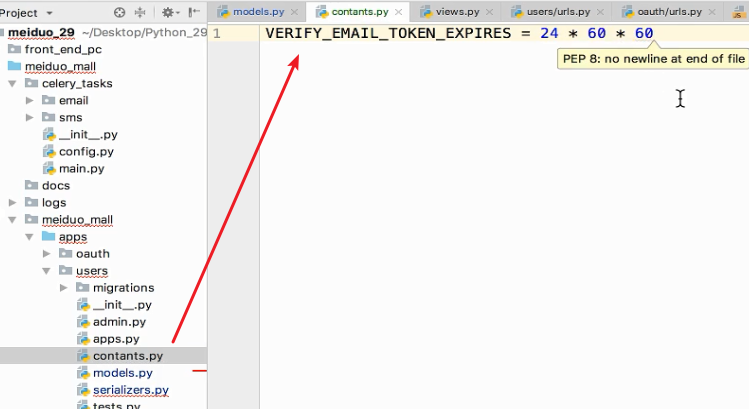 Project
models.py
contants.py
views.py
users/urls.py
oauth/urls.py
JS
meiduo_29 ~/Desktop/Python_29
front_end_pc
meiduo_mall
celery_tasks
email
sms
__init__.py
config.py
main.py
docs
logs
meiduo_mall
apps
oauth
users
migrations
__init__.py
admin.py
apps.py
contants.py
models.py
serializers.py
tests.py
1 VERIFY_EMAIL_TOKEN_EXPIRES = 24 * 60 * 60
PEP 8: no newline at end of file